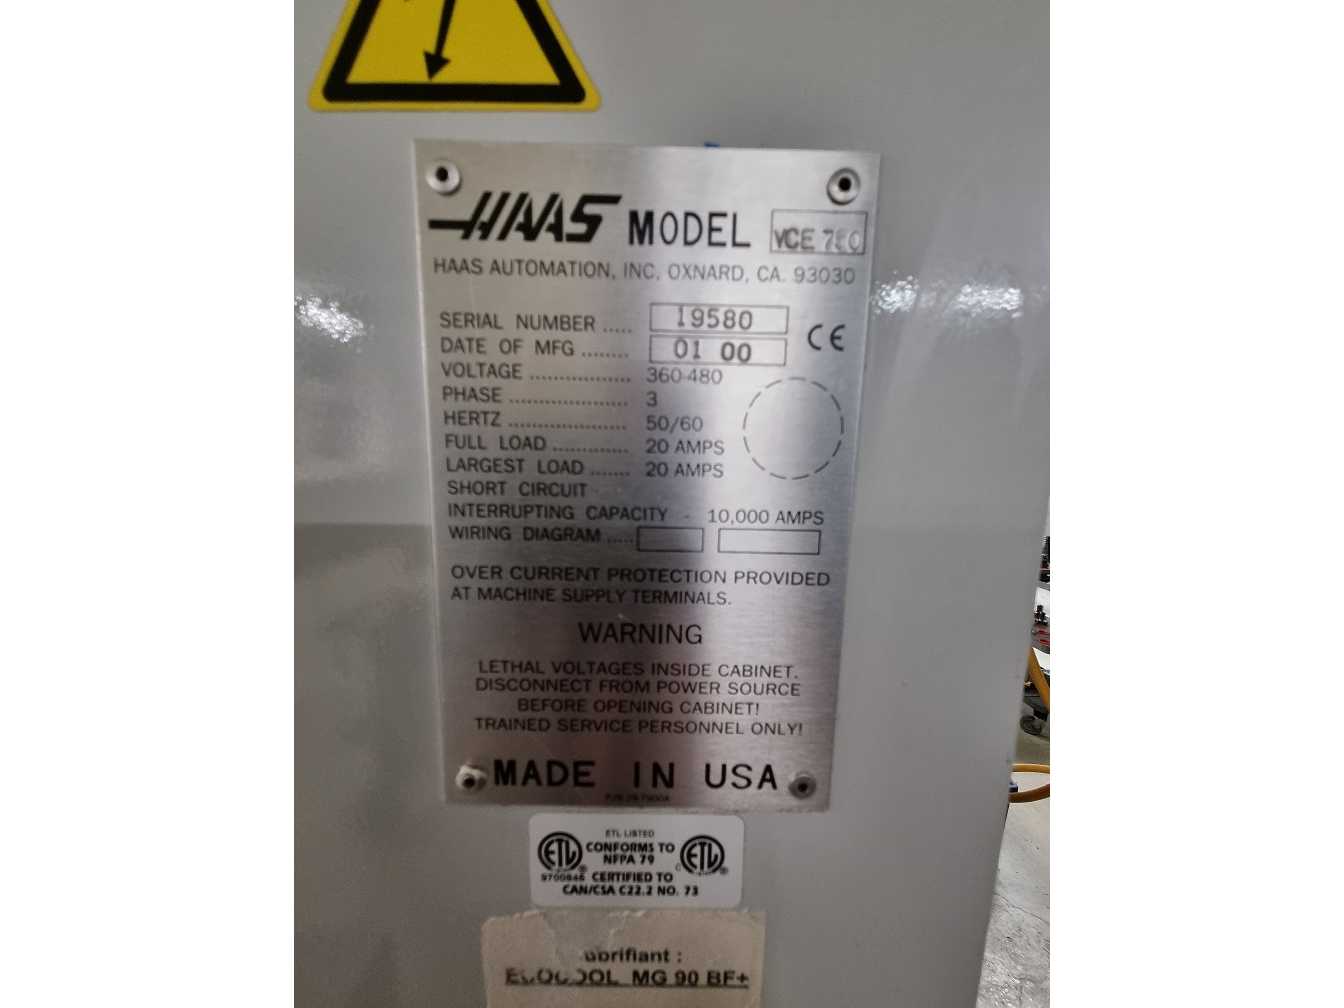 HAAS MODEL VCE 750
HAAS AUTOMATION, INC, OXNARD, CA. 93030
SERIAL NUMBER ..... 19580
CE
DATE OF MFG ........ 01 00
VOLTAGE ................. 360-480
PHASE .................... 3
HERTZ .................... 50/60
FULL LOAD ............. 20 AMPS
LARGEST LOAD ....... 20 AMPS
SHORT CIRCUIT
INTERRUPTING CAPACITY - 10,000 AMPS
WIRING DIAGRAM .....
OVER CURRENT PROTECTION PROVIDED
AT MACHINE SUPPLY TERMINALS.
WARNING
LETHAL VOLTAGES INSIDE CABINET.
DISCONNECT FROM POWER SOURCE
BEFORE OPENING CABINET!
TRAINED SERVICE PERSONNEL ONLY!
MADE IN USA
ETL LISTED
ETL CONFORMS TO ETL
NFPA 79
9700845 CERTIFIED TO
CAN/CSA C22.2 NO. 73
ubrifiant :
ECOCOOL MG 90 BF+